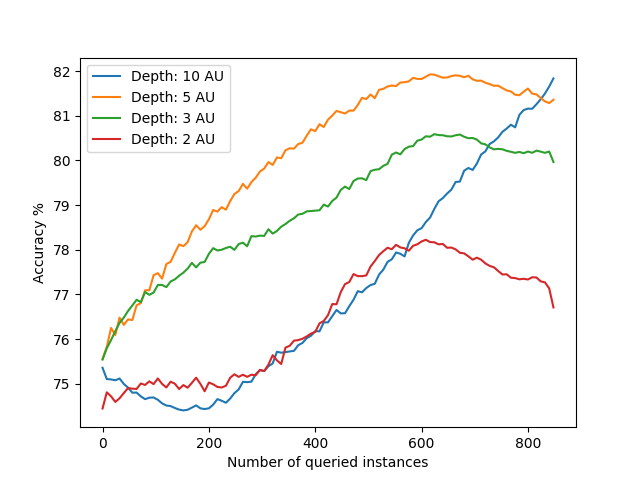 82
81
80
79
78
77
76
75
Accuracy %
Depth: 10 AU
Depth: 5 AU
Depth: 3 AU
Depth: 2 AU
0 200 400 600 800
Number of queried instances